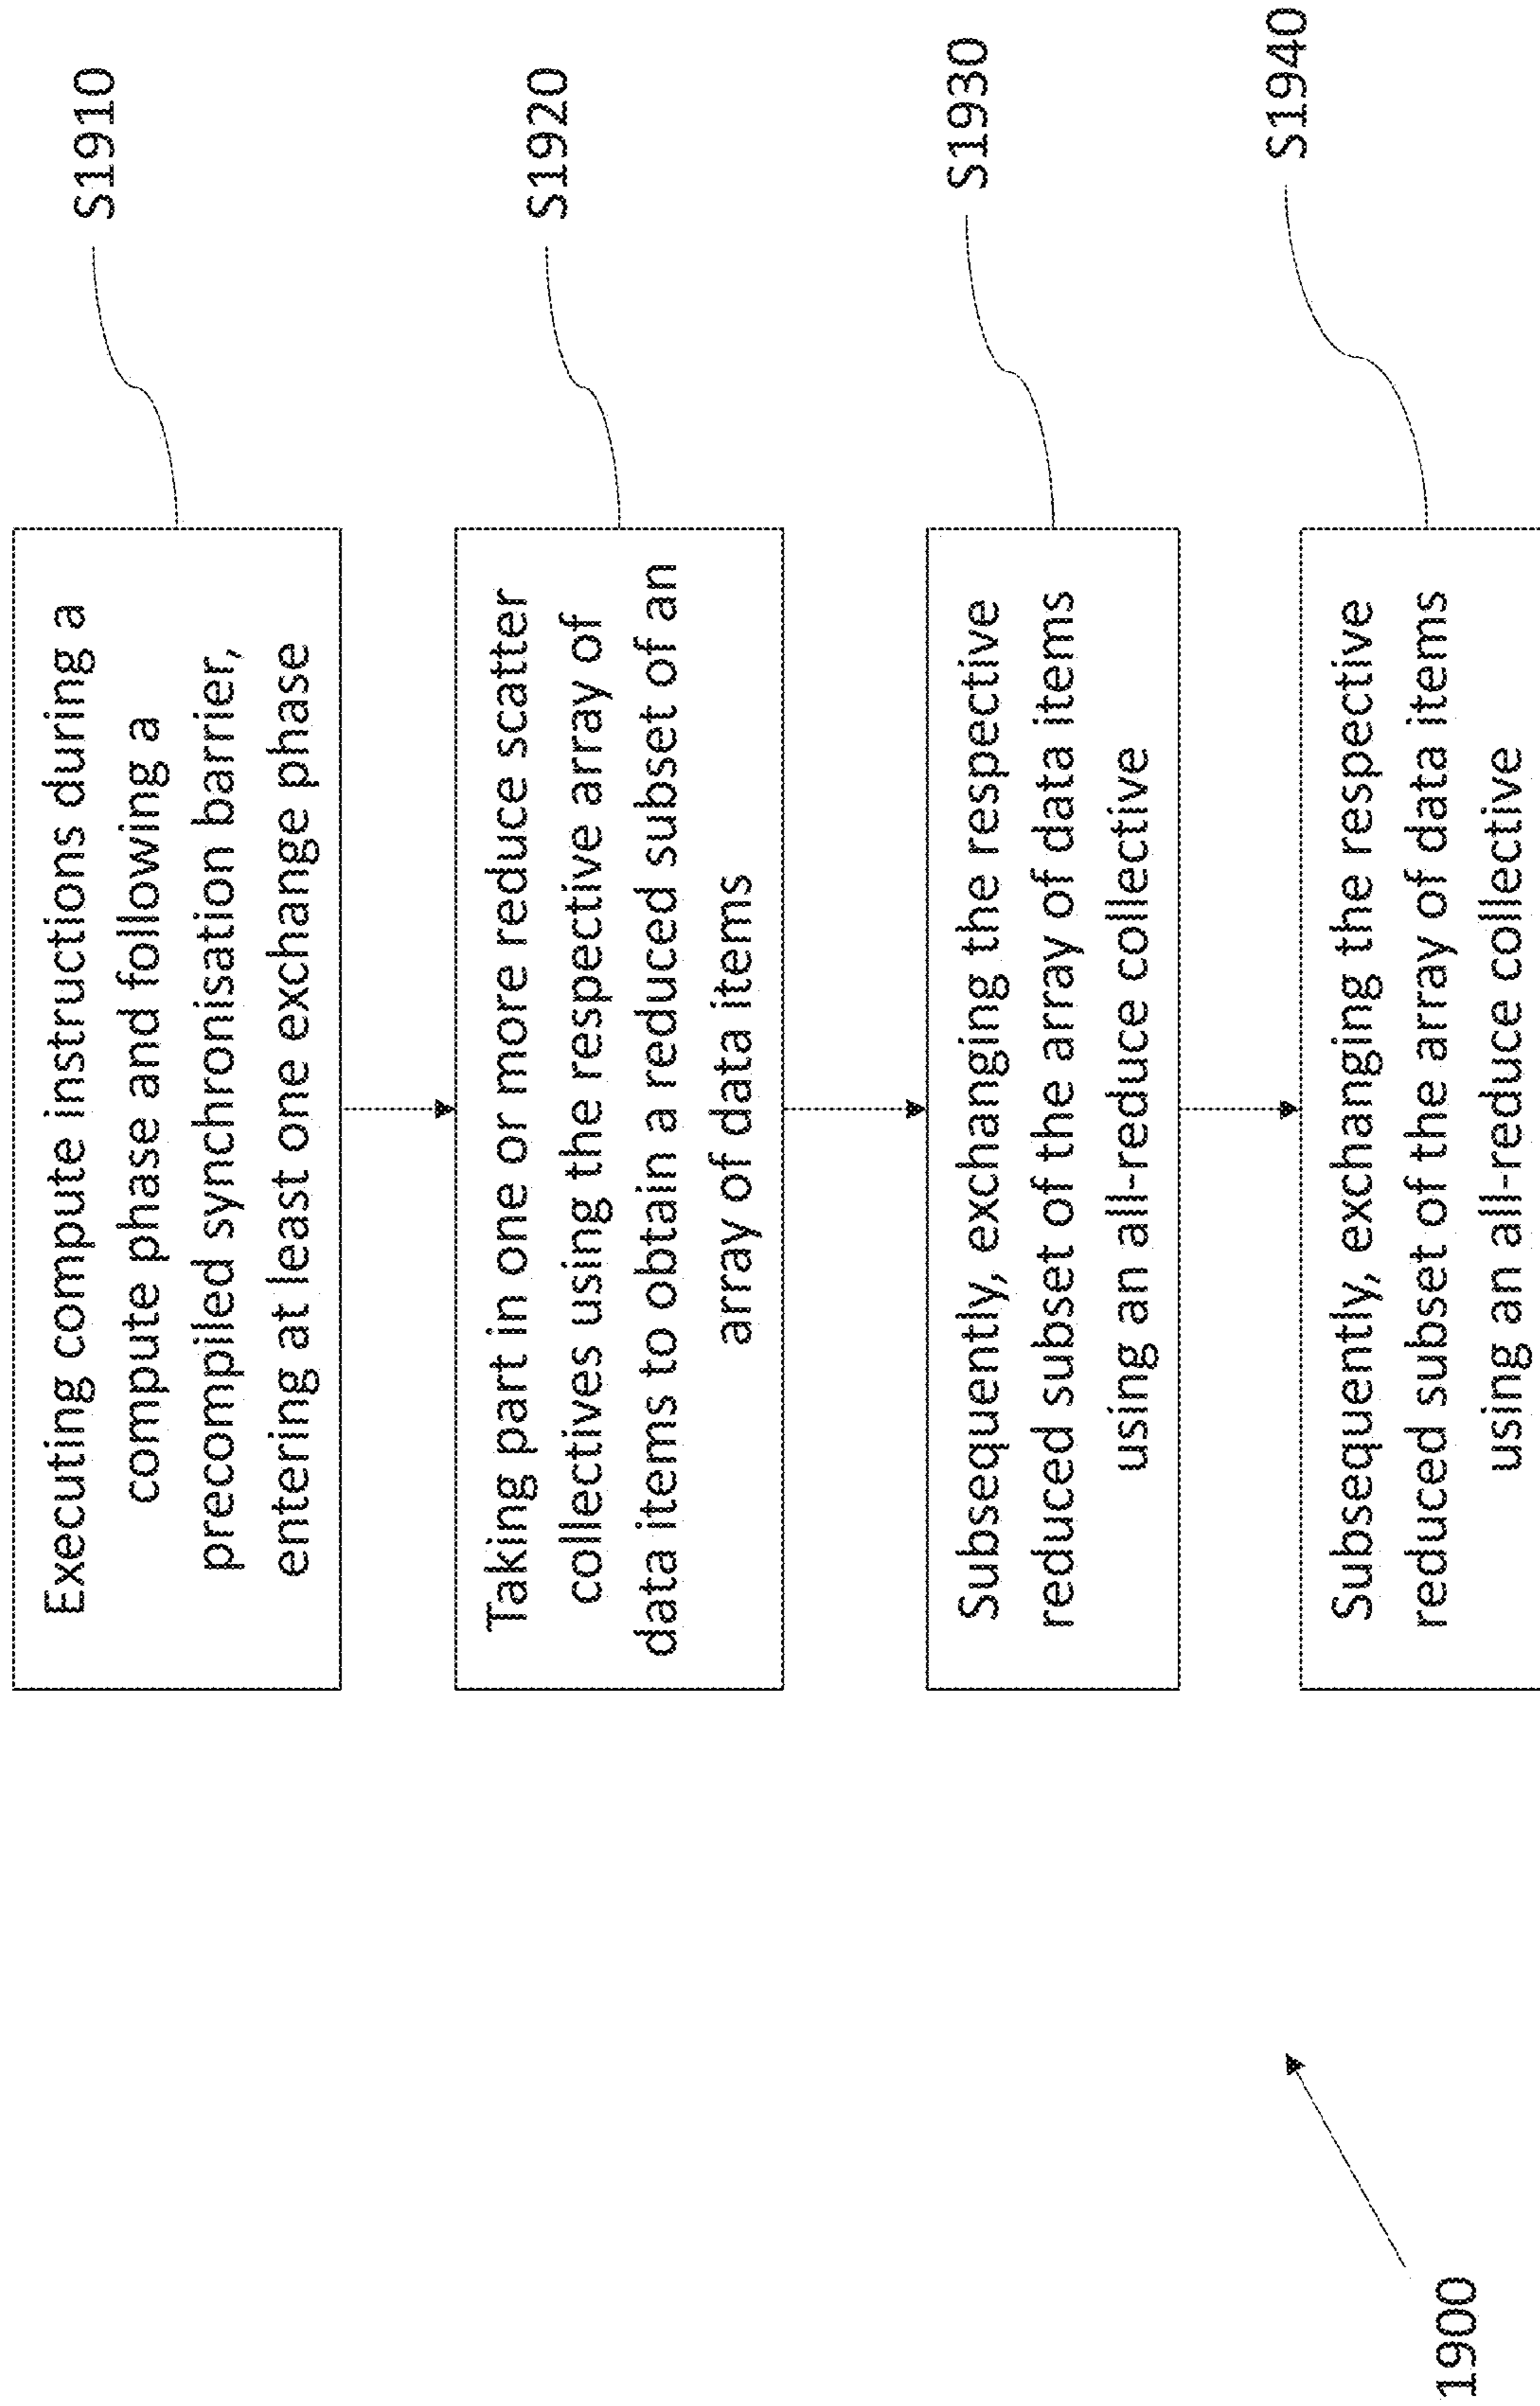 Executing compute instructions during a
compute phase and following a
precompiled synchronisation barrier,
entering at least one exchange phase
S1910
Taking part in one or more reduce scatter
collectives using the respective array of
data items to obtain a reduced subset of an
array of data items
S1920
Subsequently, exchanging the respective
reduced subset of the array of data items
using an all-reduce collective
S1930
Subsequently, exchanging the respective
reduced subset of the array of data items
using an all-reduce collective
S1940
1900